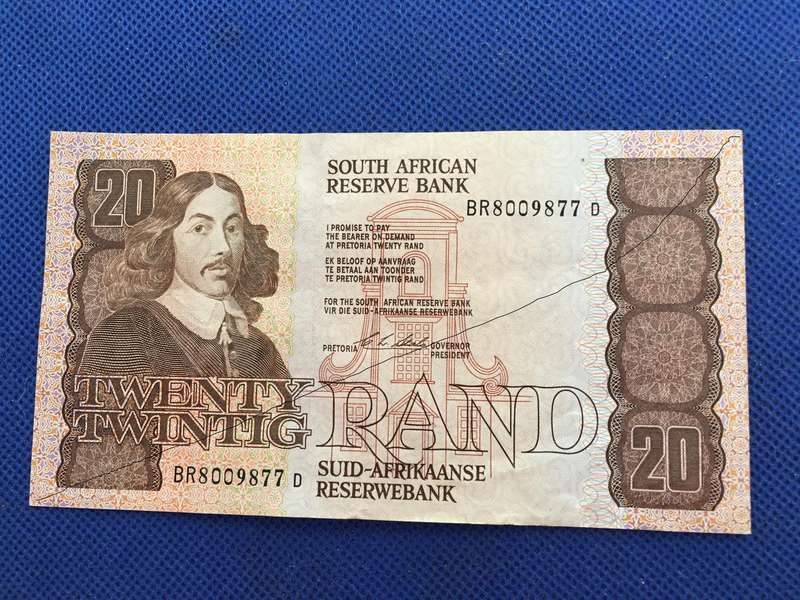 20
SOUTH AFRICAN
RESERVE BANK
BR8009877 D
I PROMISE TO PAY
THE BEARER ON DEMAND
AT PRETORIA TWENTY RAND
EK BELOOF OP AANVRAAG
TE BETAAL AAN TOONDER
TE PRETORIA TWINTIG RAND
FOR THE SOUTH AFRICAN RESERVE BANK
VIR DIE SUID-AFRIKAANSE RESERWEBANK
PRETORIA GOVERNOR
PRESIDENT
TWENTY
TWINTIG
RAND
20
BR8009877 D
SUID-AFRIKAANSE
RESERWEBANK